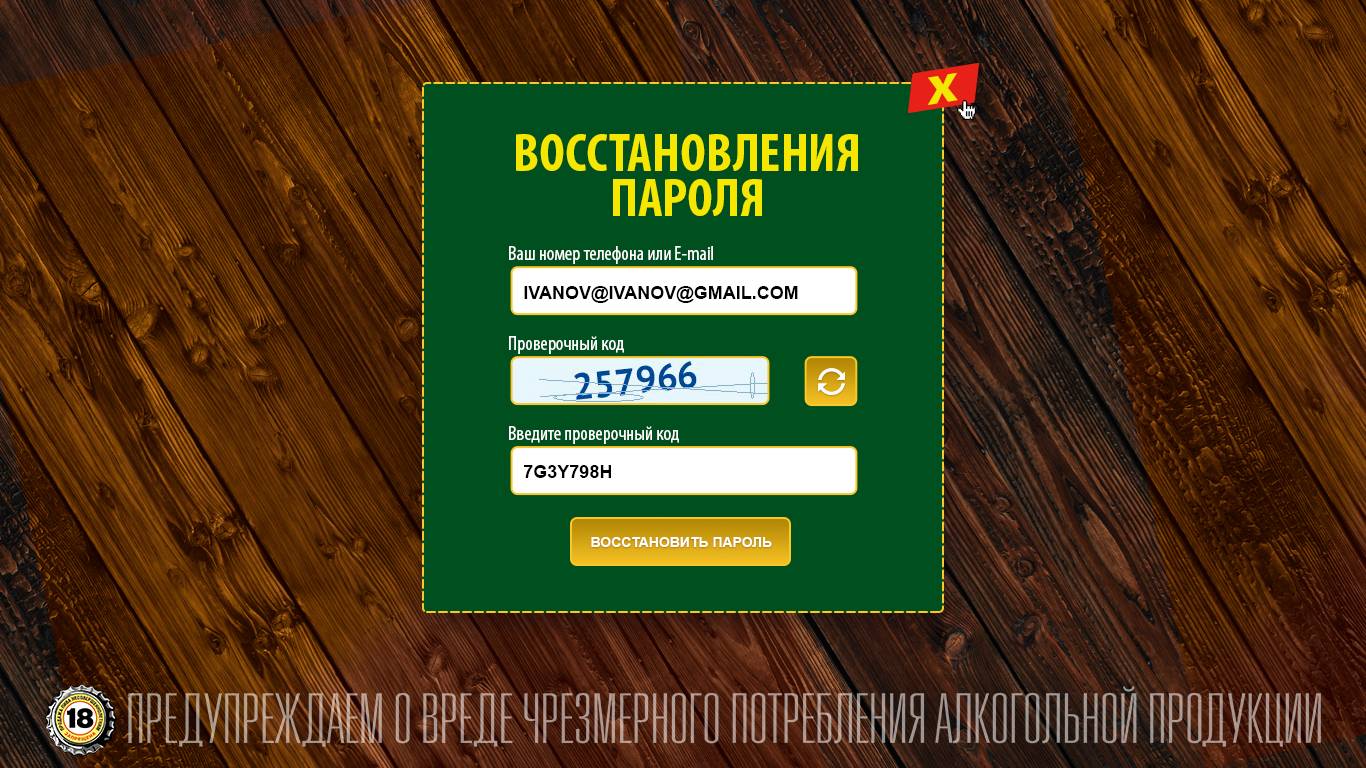 X
ВОССТАНОВЛЕНИЯ
ПАРОЛЯ
Ваш номер телефона или E-mail
IVANOV@IVANOV@GMAIL.COM
Проверочный код
257966
Введите проверочный код
7G3Y798H
ВОССТАНОВИТЬ ПАРОЛЬ
18
ПРЕДУПРЕЖДАЕМ О ВРЕДЕ ЧРЕЗМЕРНОГО ПОТРЕБЛЕНИЯ АЛКОГОЛЬНОЙ ПРОДУКЦИИ